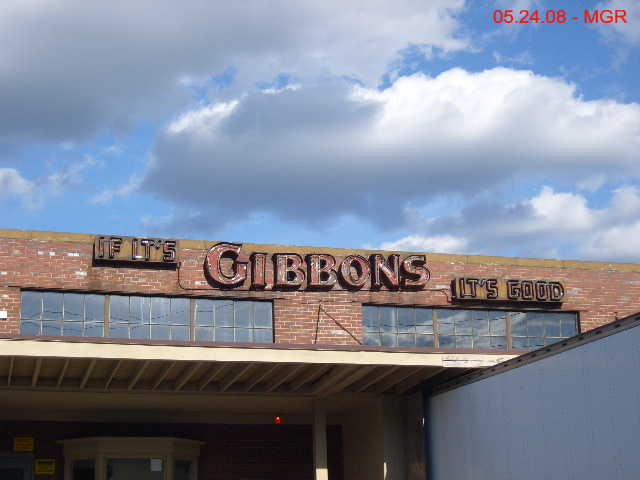 05.24.08 - MGR
IF IT'S GIBBONS IT'S GOOD